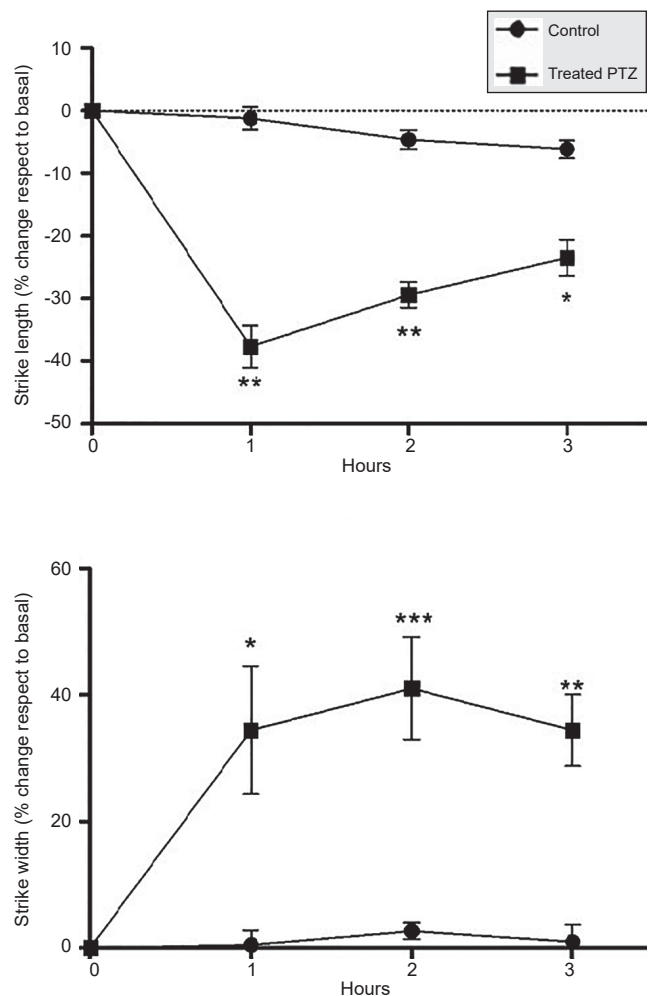 Control
Treated PTZ
10
0
-10
-20
-30
-40
-50
Strike length (% change respect to basal)
**
**
*
0 1 2 3
Hours
60
40
20
0
Strike width (% change respect to basal)
*
***
**
0 1 2 3
Hours